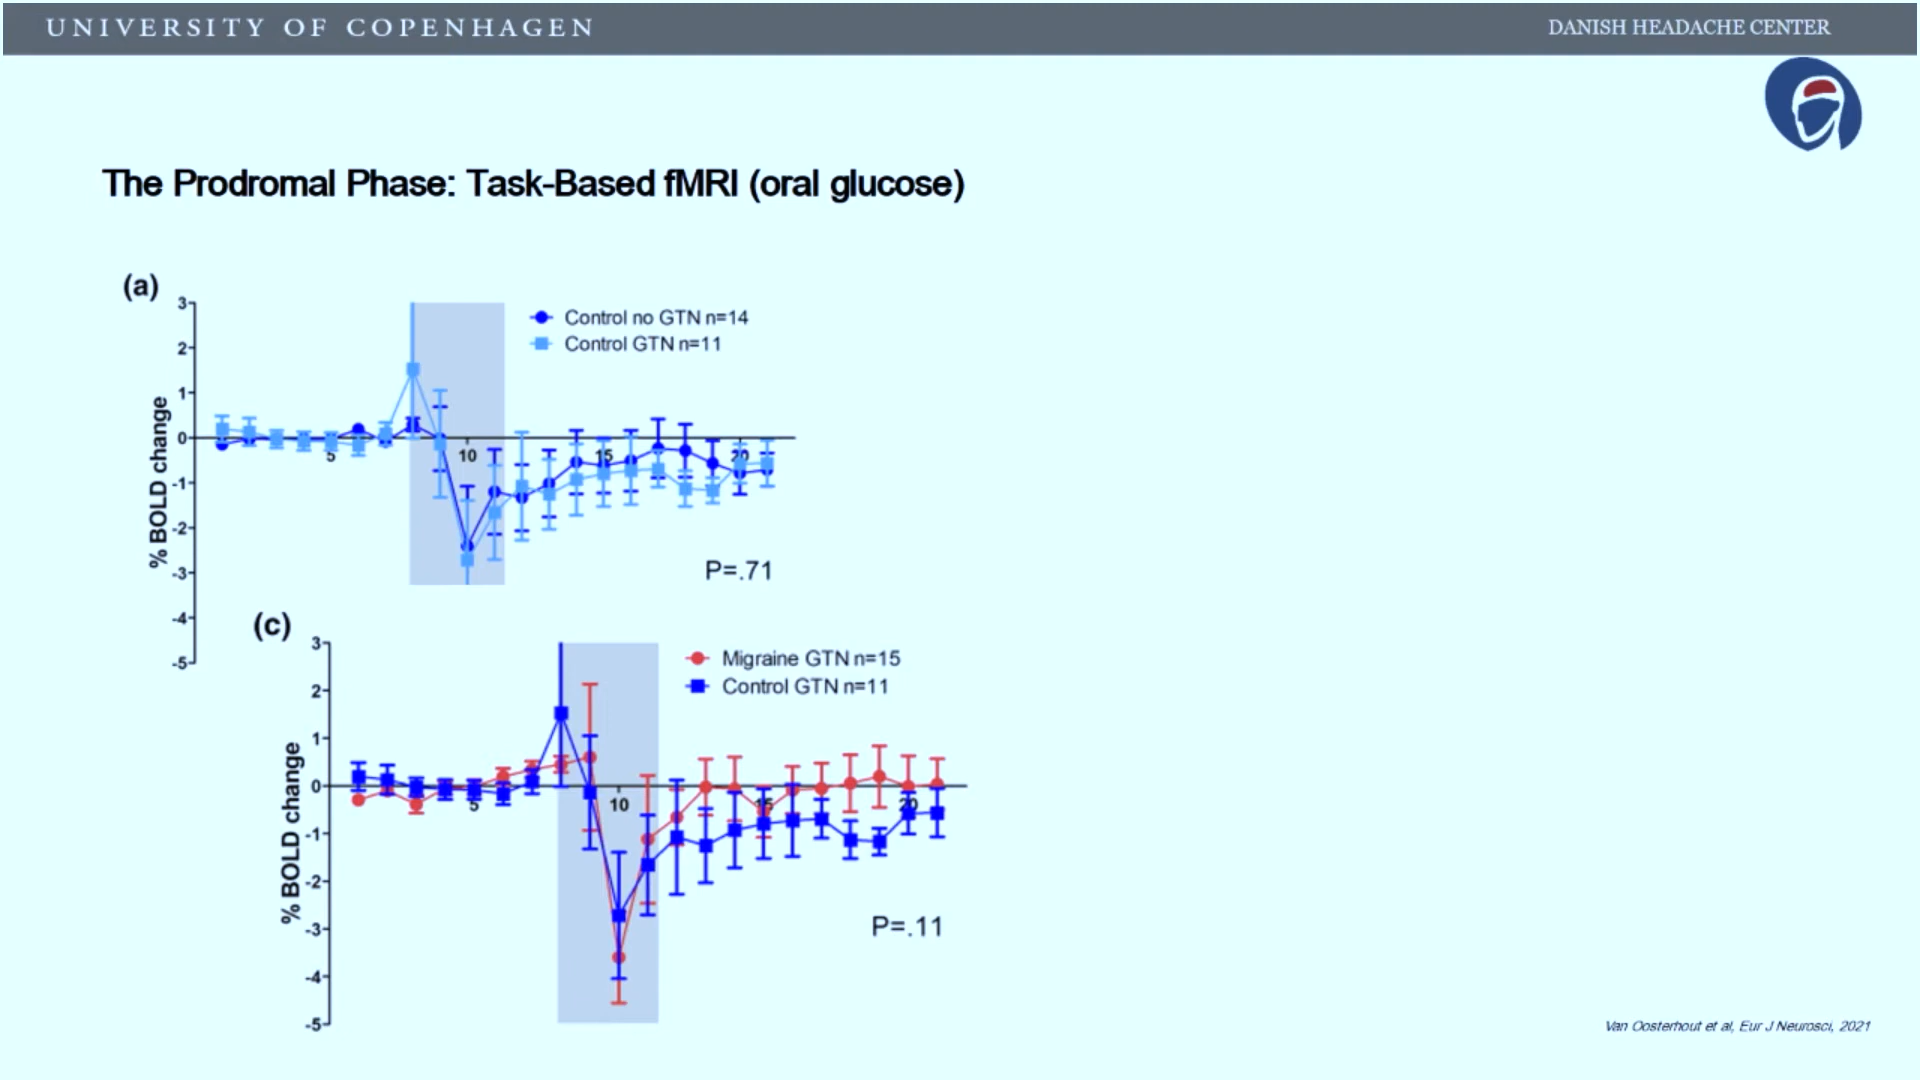 UNIVERSITY OF COPENHAGEN
DANISH HEADACHE CENTER
The Prodromal Phase: Task-Based fMRI (oral glucose)
(a)
% BOLD change
3
2
1
0
-1
-2
-3
-4
-5
5
10
15
20
Control no GTN n=14
Control GTN n=11
P=.71
(c)
% BOLD change
3
2
1
0
-1
-2
-3
-4
-5
5
10
15
20
Migraine GTN n=15
Control GTN n=11
P=.11
Van Oosterhout et al, Eur J Neurosci, 2021